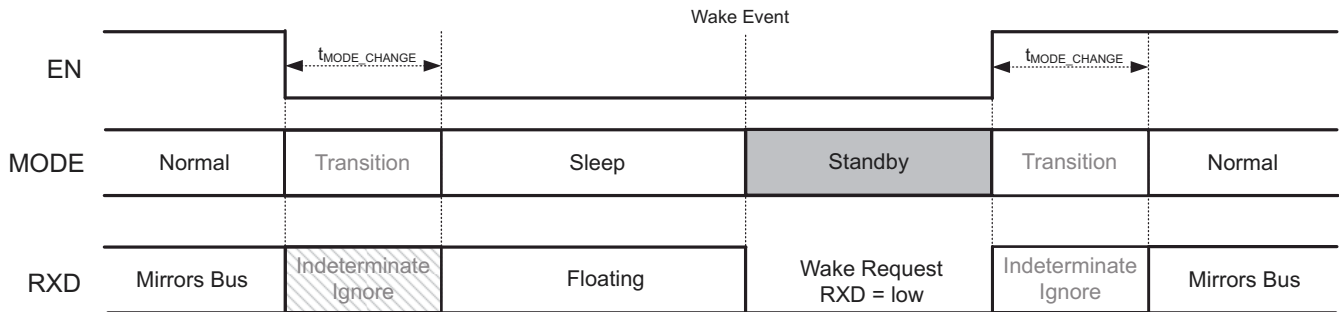 Wake Event
EN
tMODE_CHANGE
tMODE_CHANGE
MODE
Normal
Transition
Sleep
Standby
Transition
Normal
RXD
Mirrors Bus
Indeterminate
Ignore
Floating
Wake Request
RXD = low
Indeterminate
Ignore
Mirrors Bus